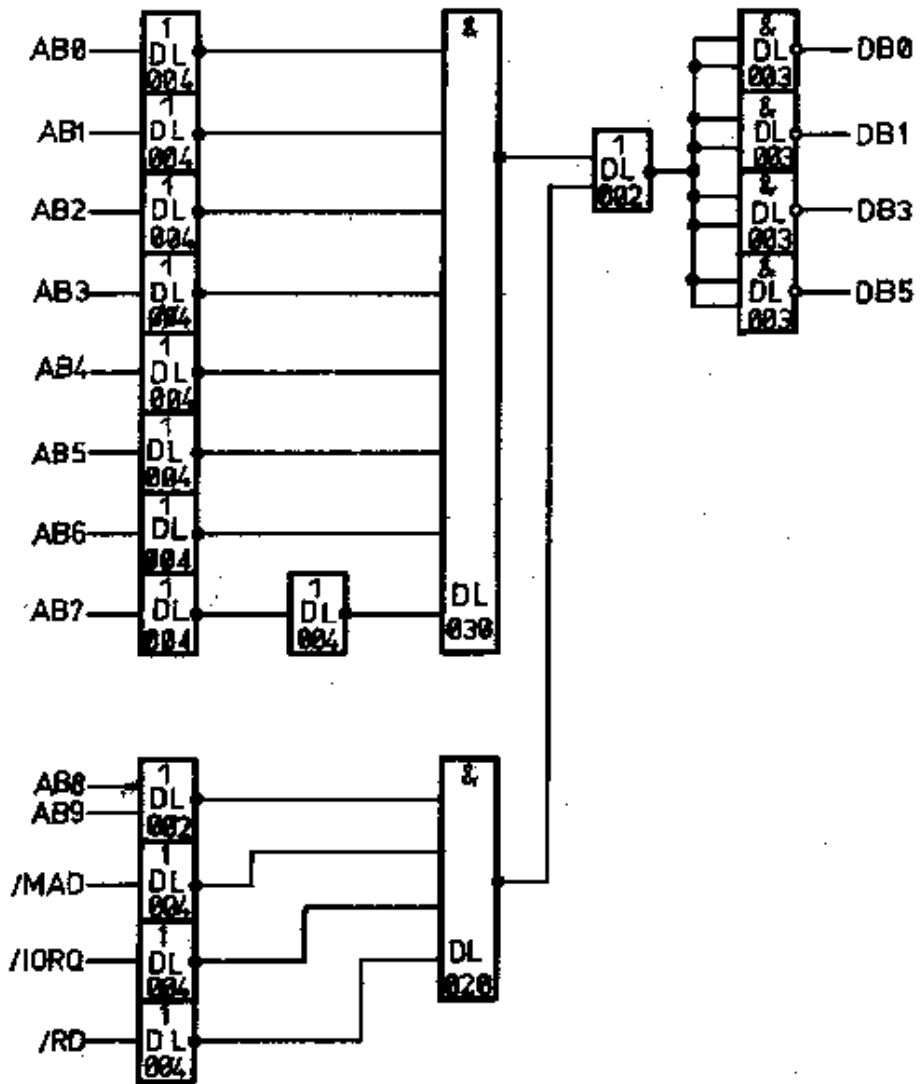 AB0 1 DL 004
AB1 1 DL 004
AB2 1 DL 004
AB3 1 DL 004
AB4 1 DL 004
AB5 1 DL 004
AB6 1 DL 004
AB7 1 DL 004
1 DL 004
& DL 030
1 DL 002
& DL 003 DB0
& DL 003 DB1
& DL 003 DB3
& DL 003 DB5
AB8
AB9
1 DL 002
/MAD 1 DL 004
/IORQ 1 DL 004
/RD 1 DL 004
& DL 020